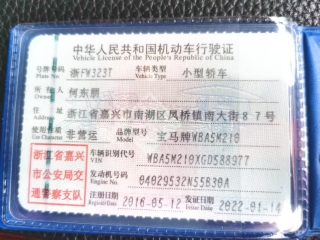 中华人民共和国机动车行驶证
Vehicle License of the People's Republic of China
号牌号码 浙FW323T 车辆类型 小型轿车
Plate No. Vehicle Type
所有人 何东鹏
Owner
住址 浙江省嘉兴市南湖区凤桥镇南大街87号
Address
使用性质 非营运 品牌型号 宝马牌WBA5M210
Use Character Model
浙江省嘉兴市公安局交通警察支队
车辆识别代号 WBA5M210XGD588977
VIN
发动机号码 04029532N55B30A
Engine No.
注册日期 2016-05-12 发证日期 2022-01-14
Register Date Issue Date